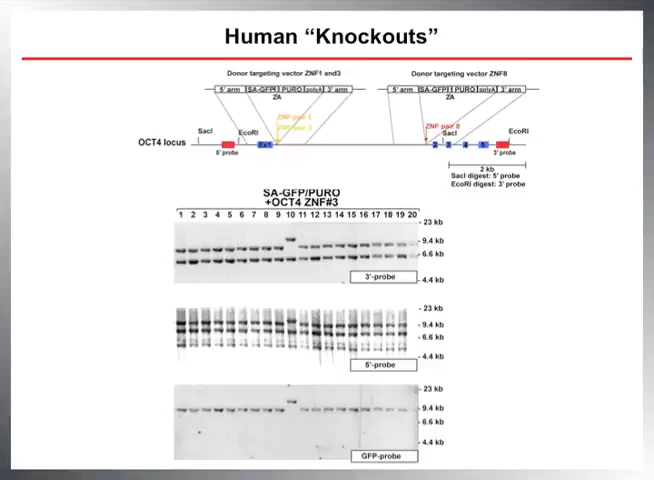 Human “Knockouts”
Donor targeting vector ZNF1 and3
Donor targeting vector ZNF8
5' arm SA-GFP PURO polyA 3' arm
2A
5' arm SA-GFP PURO polyA 3' arm
2A
ZNF pair 1
ZNF pair 3
ZNF pair 8
OCT4 locus
SacI
EcoRI
Ex1
5' probe
SacI
EcoRI
2 3 4 5
3' probe
2 kb
SacI digest: 5' probe
EcoRI digest: 3' probe
SA-GFP/PURO
+OCT4 ZNF#3
1 2 3 4 5 6 7 8 9 10 11 12 13 14 15 16 17 18 19 20
- 23 kb
- 9.4 kb
- 6.6 kb
- 4.4 kb
3'-probe
- 23 kb
- 9.4 kb
- 6.6 kb
- 4.4 kb
5'-probe
- 23 kb
- 9.4 kb
- 6.6 kb
- 4.4 kb
GFP-probe